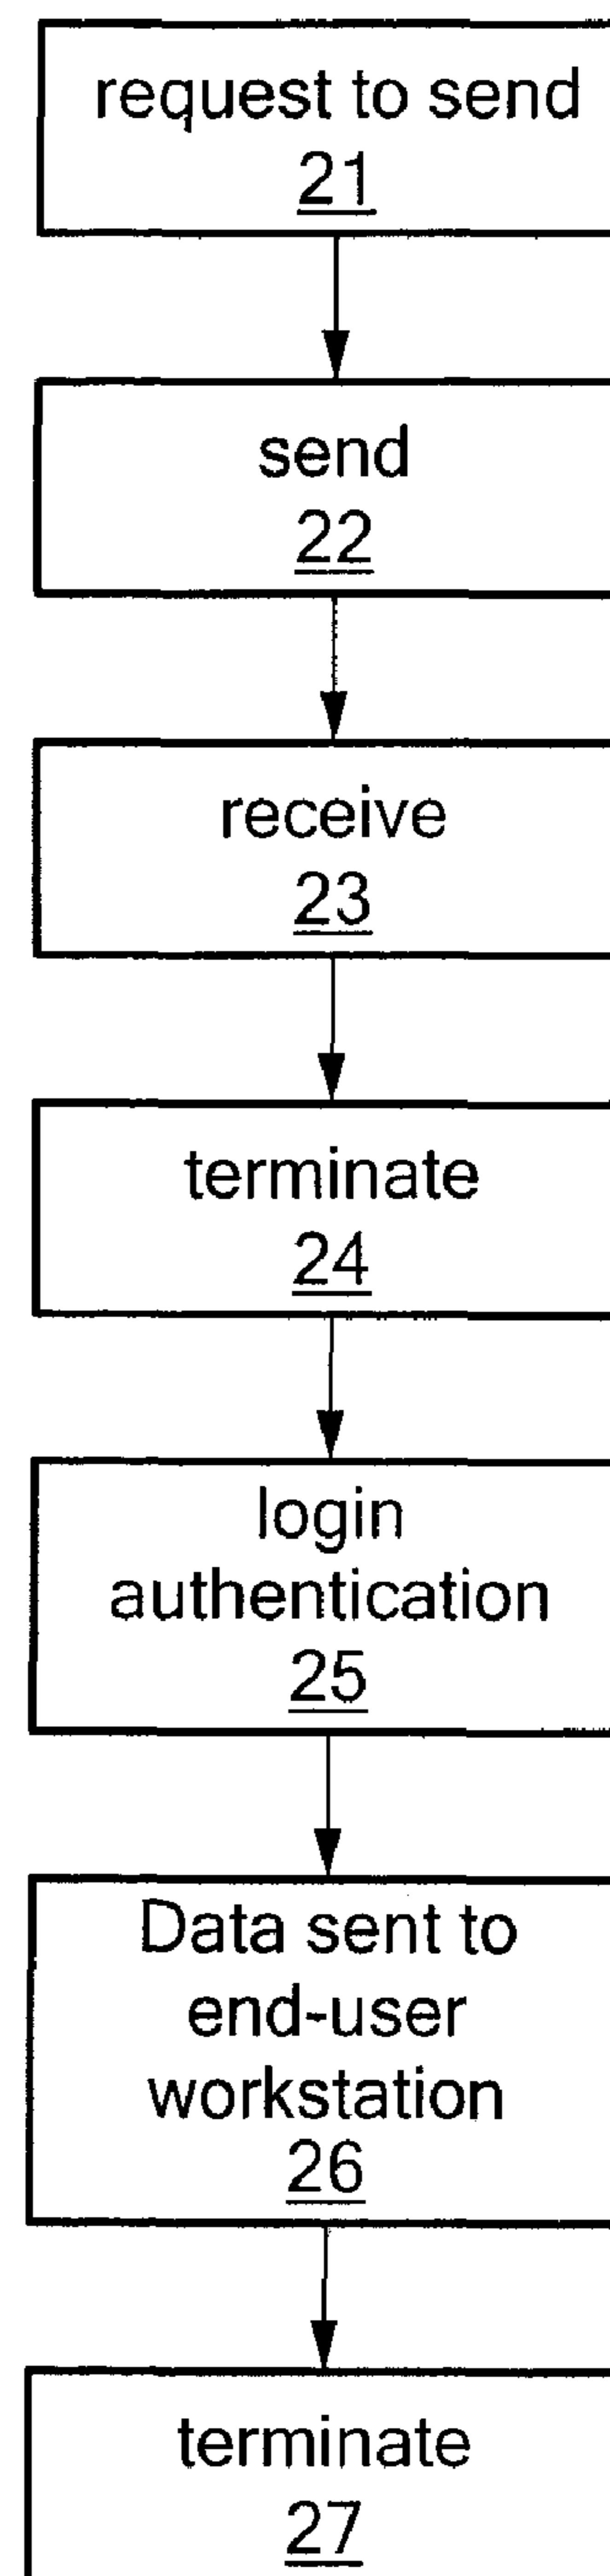 request to send
21
send
22
receive
23
terminate
24
login
authentication
25
Data sent to
end-user
workstation
26
terminate
27